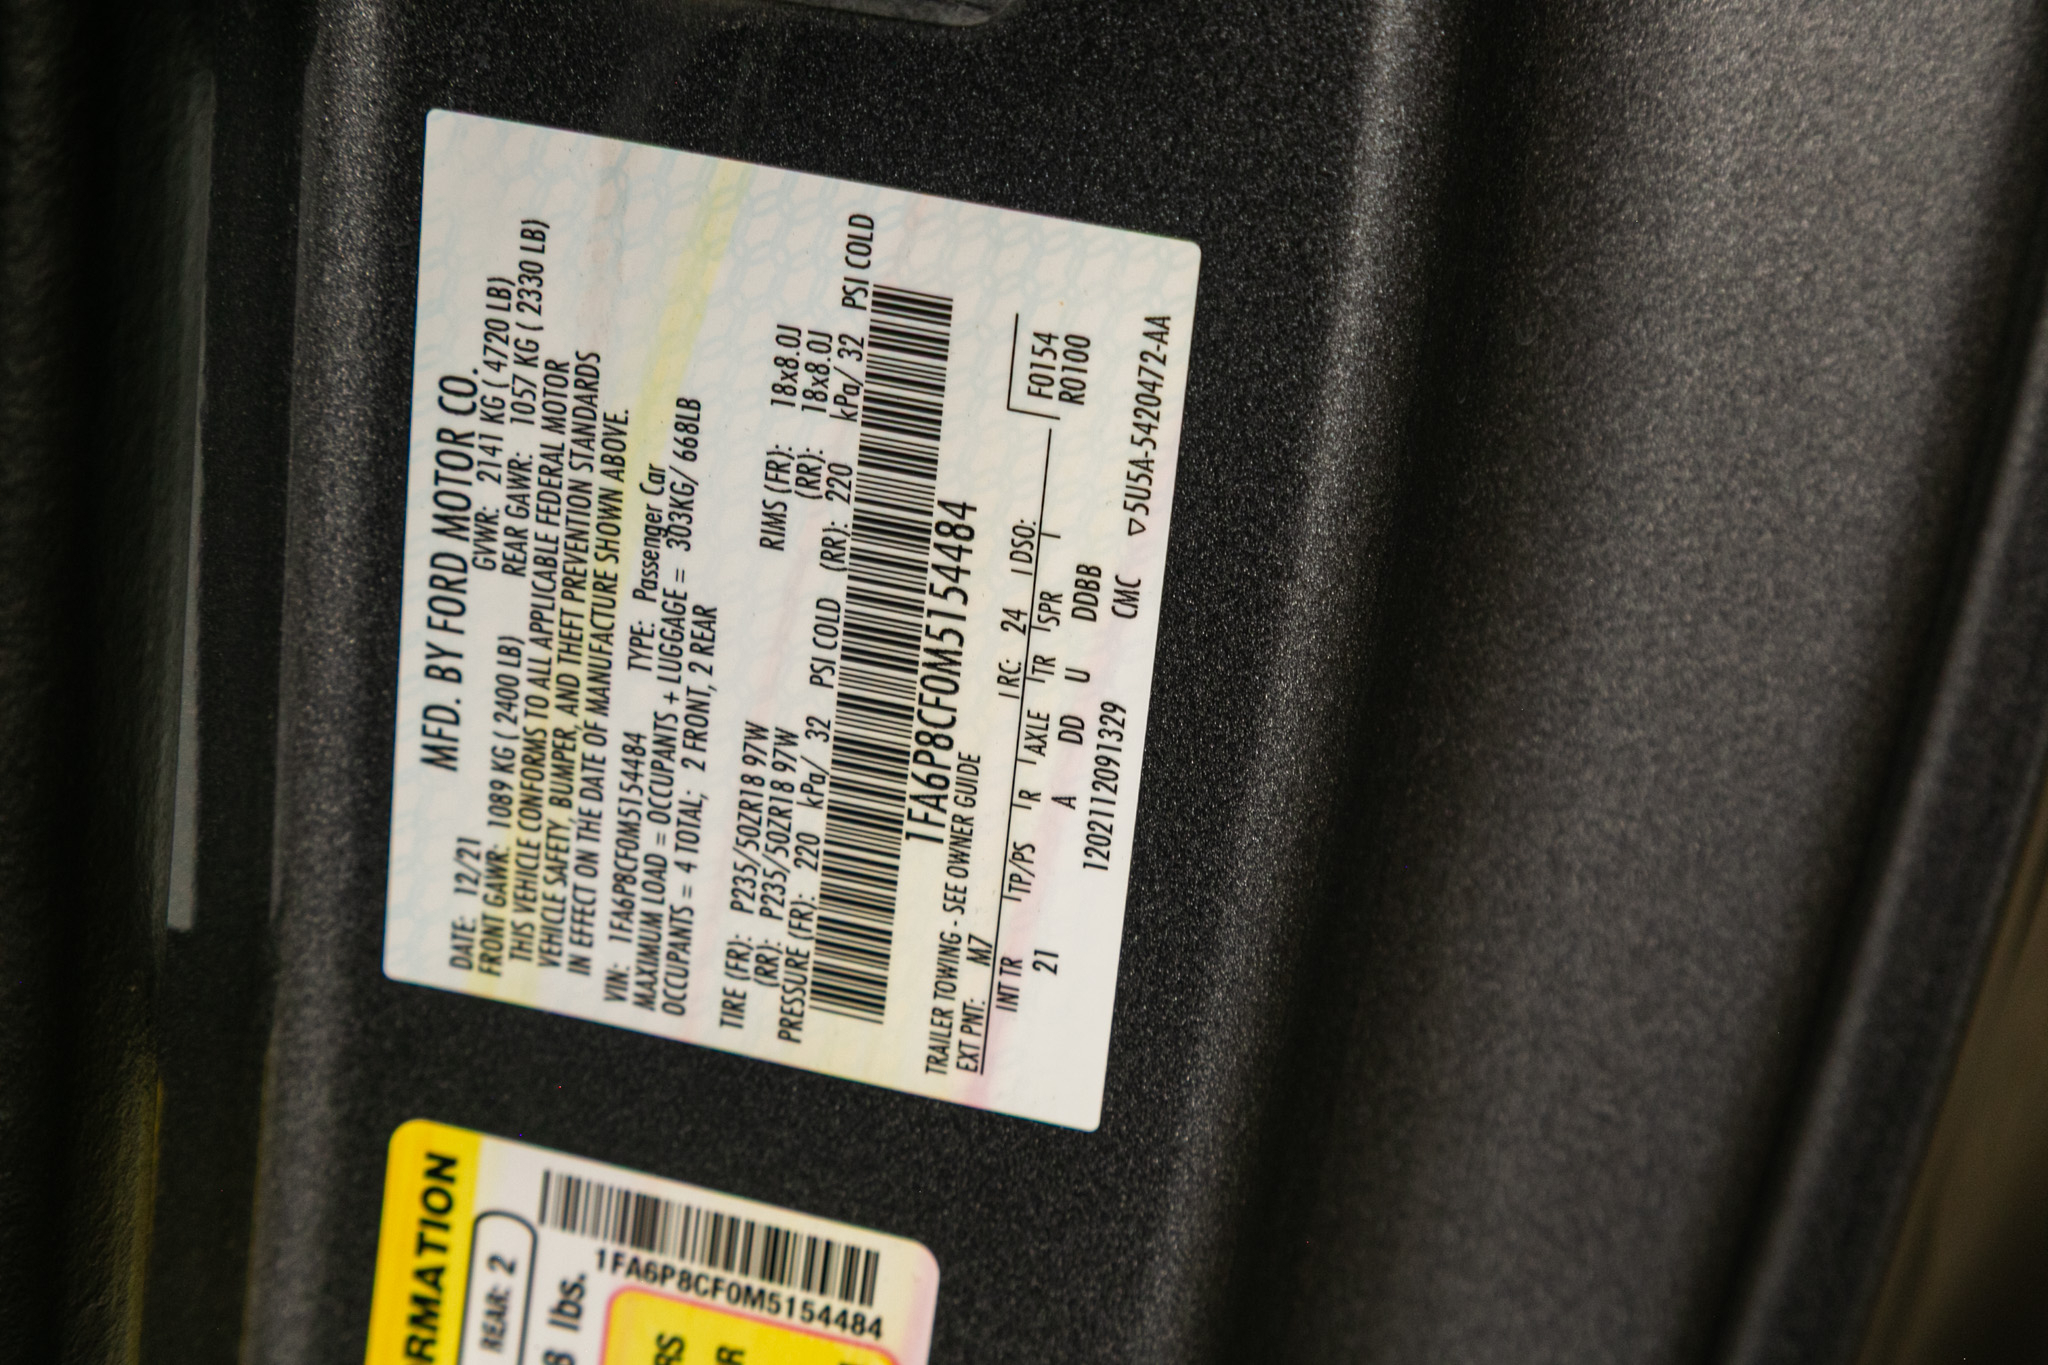 MFD. BY FORD MOTOR CO.
DATE: 12/21 GVWR: 2141 KG ( 4720 LB)
FRONT GAWR: 1089 KG ( 2400 LB) REAR GAWR: 1057 KG ( 2330 LB)
THIS VEHICLE CONFORMS TO ALL APPLICABLE FEDERAL MOTOR
VEHICLE SAFETY, BUMPER, AND THEFT PREVENTION STANDARDS
IN EFFECT ON THE DATE OF MANUFACTURE SHOWN ABOVE.
VIN: 1FA6P8CF0M5154484 TYPE: Passenger Car
MAXIMUM LOAD = OCCUPANTS + LUGGAGE = 303KG/ 668LB
OCCUPANTS = 4 TOTAL; 2 FRONT, 2 REAR
TIRE (FR): P235/50ZR18 97W RIMS (FR): 18x8.0J
(RR): P235/50ZR18 97W (RR): 18x8.0J
PRESSURE (FR): 220 kPa/ 32 PSI COLD (RR): 220 kPa/ 32 PSI COLD
1FA6P8CF0M5154484
TRAILER TOWING - SEE OWNER GUIDE
EXT PNT: M7 RC: 24 DSO:
INT TR TP/PS R AXLE TR SPR F0154
21 A DD U DDBB R0100
12021120913​29 CMC ▽5U5A-5420472-AA
RMATION
REAR: 2
8 lbs.
1FA6P8CF0M5154484
RS
R